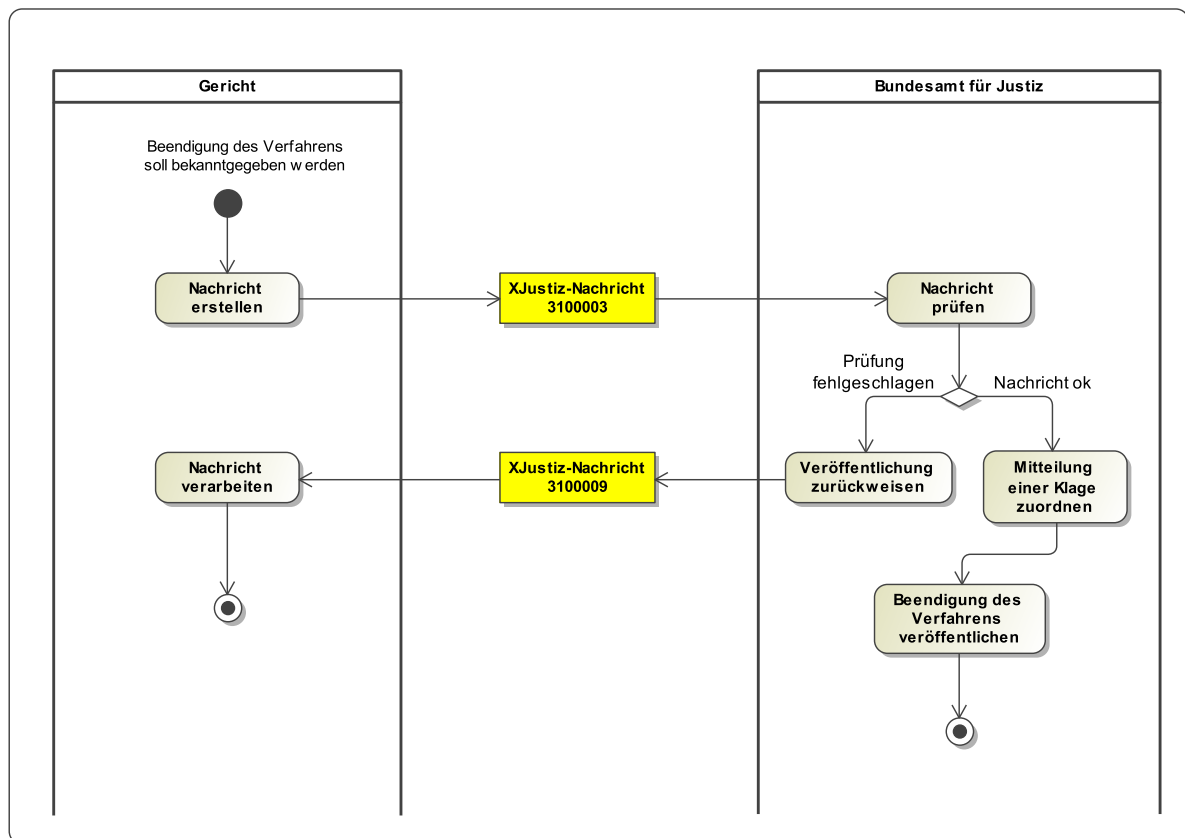 Gericht
Bundesamt für Justiz
Beendigung des Verfahrens
soll bekanntgegeben werden
Nachricht
erstellen
XJustiz-Nachricht
3100003
Nachricht
prüfen
Prüfung
fehlgeschlagen
Nachricht ok
Nachricht
verarbeiten
XJustiz-Nachricht
3100009
Veröffentlichung
zurückweisen
Mitteilung
einer Klage
zuordnen
Beendigung des
Verfahrens
veröffentlichen